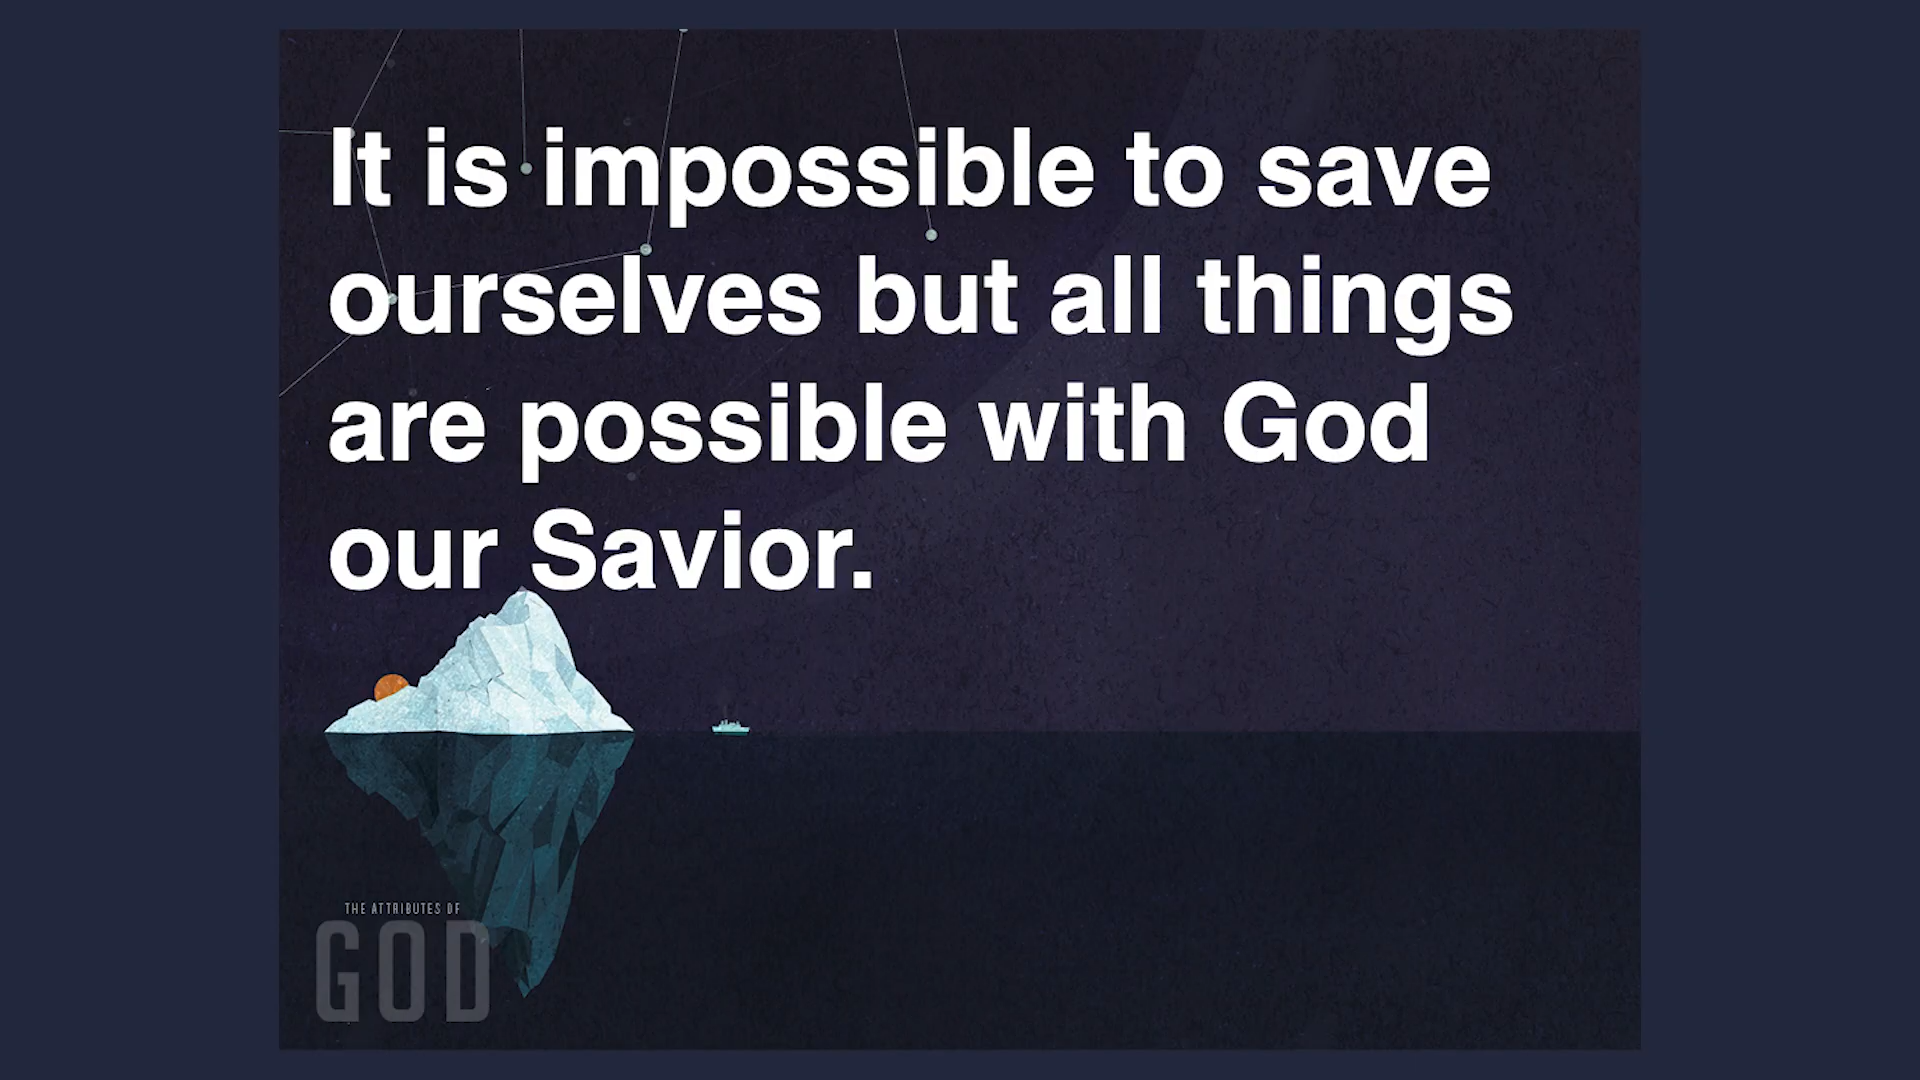 It is impossible to save
ourselves but all things
are possible with God
our Savior.
THE ATTRIBUTES OF
GOD